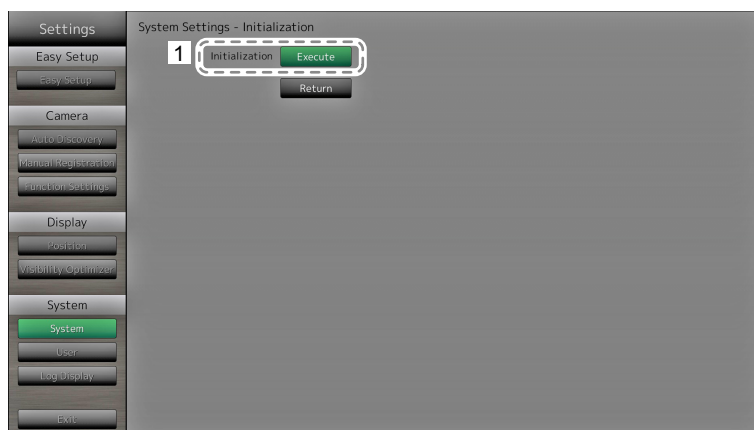 Settings
Easy Setup
Easy Setup
Camera
Auto Discovery
Manual Registration
Function Settings
Display
Position
Visibility Optimizer
System
System
User
Log Display
Exit
System Settings - Initialization
1
Initialization Execute
Return